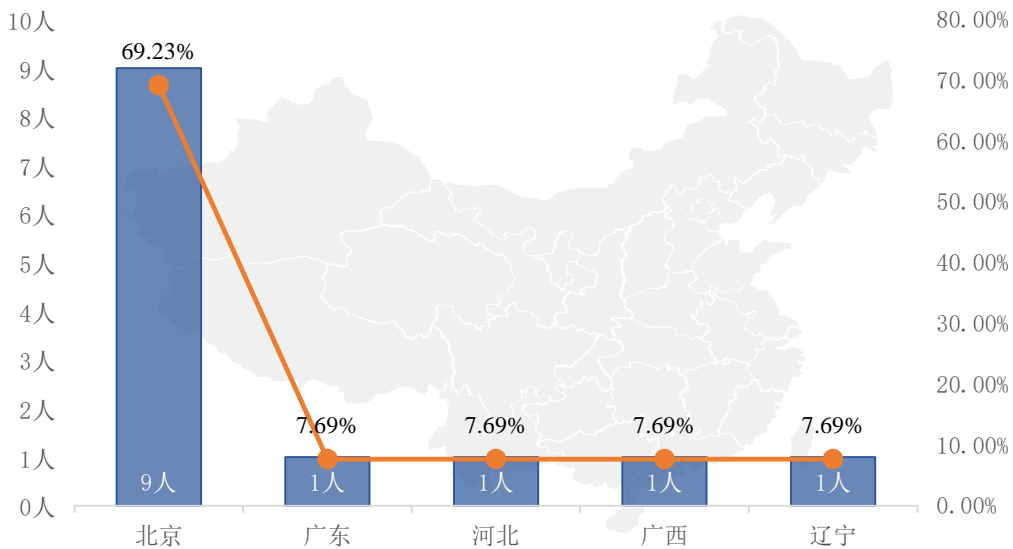 10人
9人
8人
7人
6人
5人
4人
3人
2人
1人
0人
80.00%
70.00%
60.00%
50.00%
40.00%
30.00%
20.00%
10.00%
0.00%
69.23%
7.69%
7.69%
7.69%
7.69%
9人
1人
1人
1人
1人
北京
广东
河北
广西
辽宁